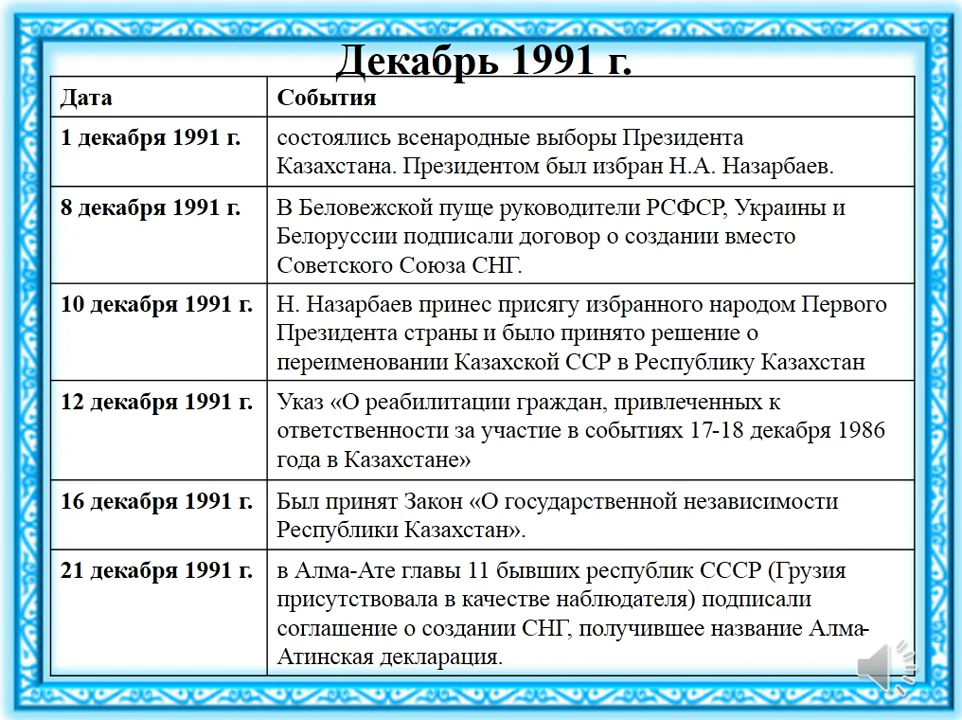 Декабрь 1991 г.
Дата
События
1 декабря 1991 г.
состоялись всенародные выборы Президента
Казахстана. Президентом был избран Н.А. Назарбаев.
8 декабря 1991 г.
В Беловежской пуще руководители РСФСР, Украины и
Белоруссии подписали договор о создании вместо
Советского Союза СНГ.
10 декабря 1991 г.
Н. Назарбаев принес присягу избранного народом Первого
Президента страны и было принято решение о
переименовании Казахской ССР в Республику Казахстан
12 декабря 1991 г.
Указ «О реабилитации граждан, привлеченных к
ответственности за участие в событиях 17-18 декабря 1986
года в Казахстане»
16 декабря 1991 г.
Был принят Закон «О государственной независимости
Республики Казахстан».
21 декабря 1991 г.
в Алма-Ате главы 11 бывших республик СССР (Грузия
присутствовала в качестве наблюдателя) подписали
соглашение о создании СНГ, получившее название Алма-
Атинская декларация.